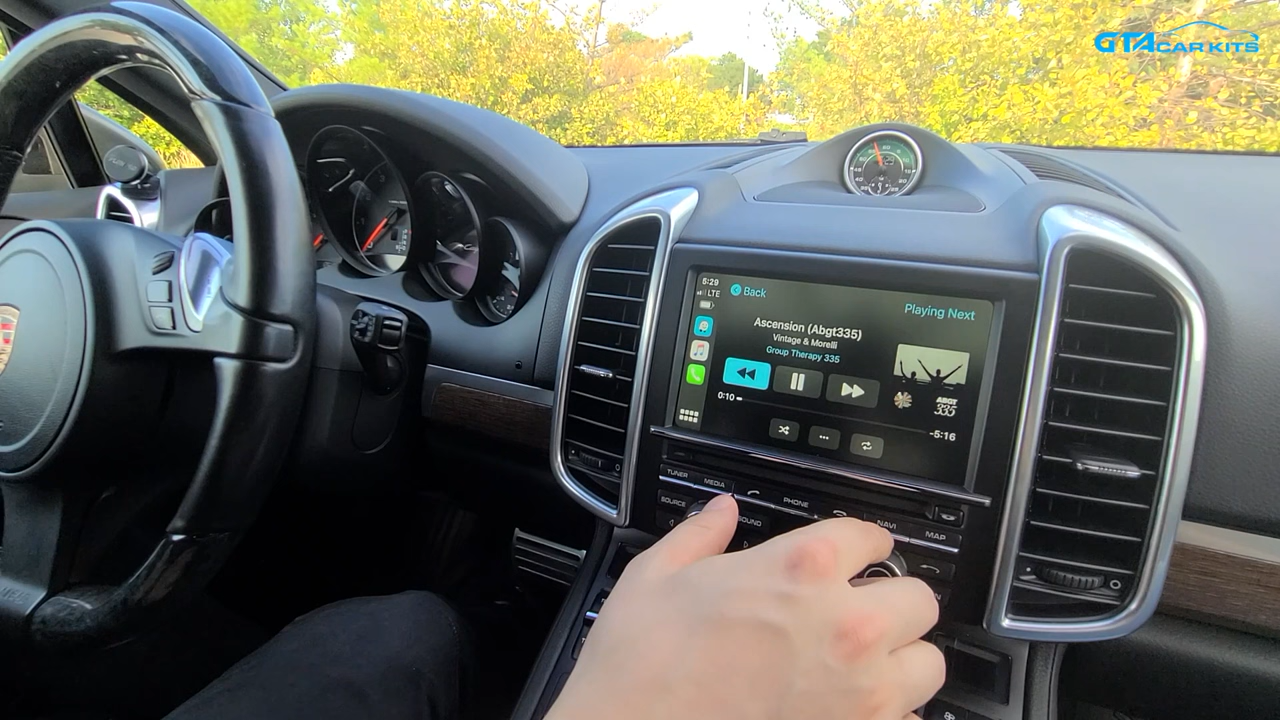 GTA CAR KITS
5:29
LTE
Back
Playing Next
Ascension (Abgt335)
Vintage & Morelli
Group Therapy 335
0:10
-5:16
ABGT
335
TUNER
MEDIA
PHONE
NAVI
MAP
SOURCE